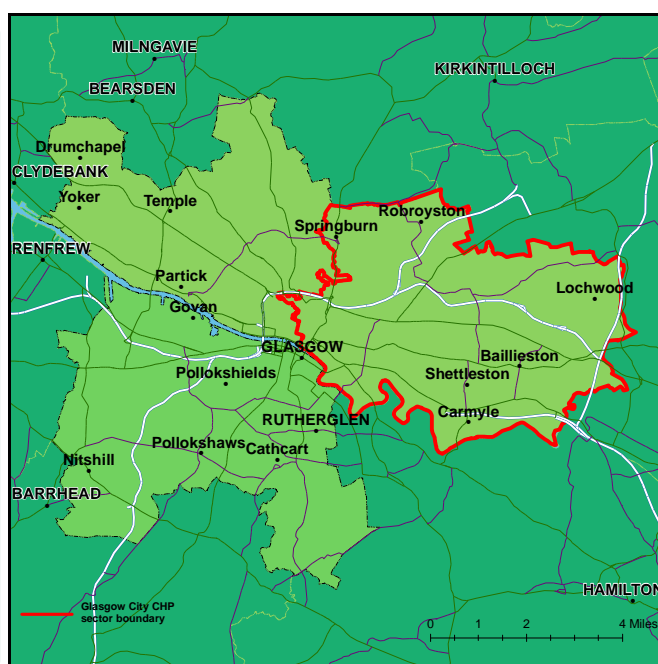 MILNGAVIE
KIRKINTILLOCH
BEARSDEN
Drumchapel
CLYDEBANK
Yoker
Temple
Robroyston
Springburn
RENFREW
Partick
Lochwood
Govan
GLASGOW
Baillieston
Pollokshields
Shettleston
Carmyle
RUTHERGLEN
Pollokshaws
Cathcart
Nitshill
BARRHEAD
HAMILTON
Glasgow City CHP
sector boundary
0 1 2 4 Miles